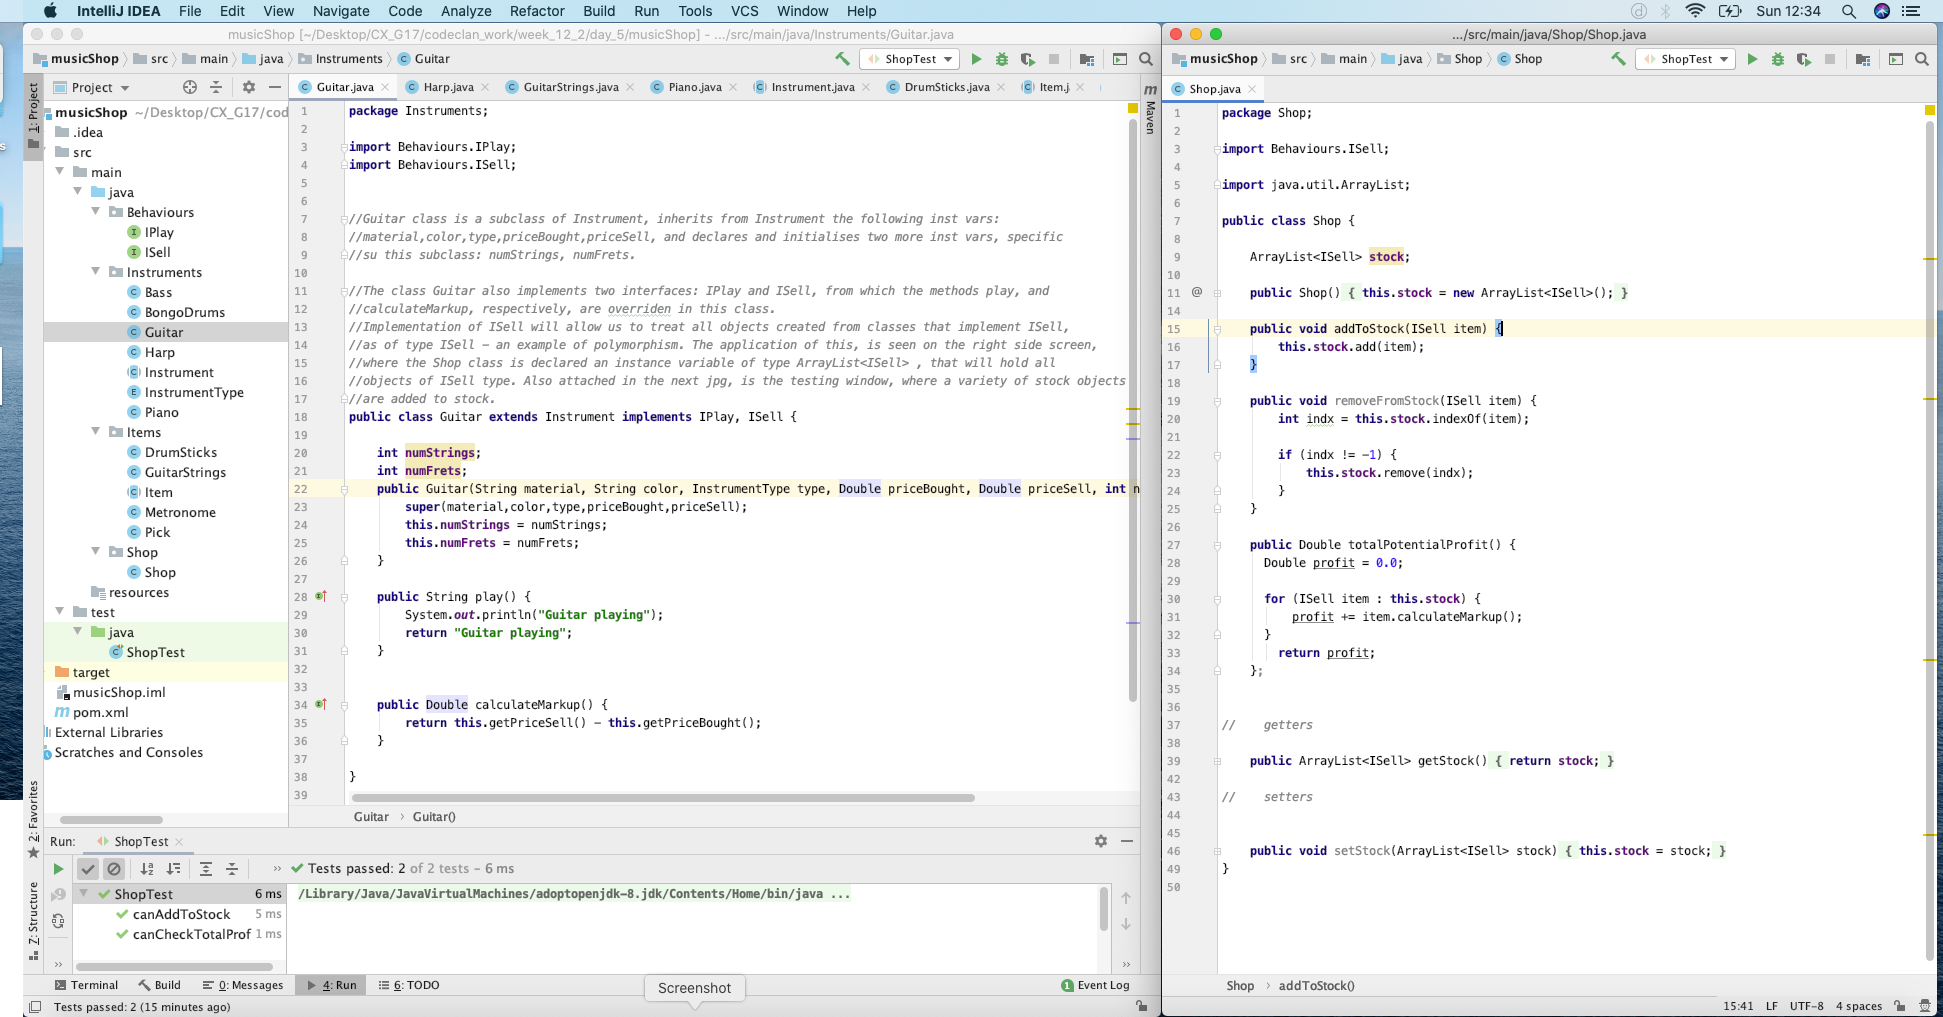 IntelliJ IDEA File Edit View Navigate Code Analyze Refactor Build Run Tools VCS Window Help Sun 12:34
musicShop [~/Desktop/CX_G17/codeclan_work/week_12_2/day_5/musicShop] - .../src/main/java/Instruments/Guitar.java
musicShop src main java Instruments Guitar ShopTest
1: Project
Project
musicShop ~/Desktop/CX_G17/cod
.idea
src
main
java
Behaviours
IPlay
ISell
Instruments
Bass
BongoDrums
Guitar
Harp
Instrument
InstrumentType
Piano
Items
DrumSticks
GuitarStrings
Item
Metronome
Pick
Shop
Shop
resources
test
java
ShopTest
target
musicShop.iml
pom.xml
External Libraries
Scratches and Consoles
Guitar.java Harp.java GuitarStrings.java Piano.java Instrument.java DrumSticks.java Item.j
Maven
1 package Instruments;
2
3 import Behaviours.IPlay;
4 import Behaviours.ISell;
5
6
7 //Guitar class is a subclass of Instrument, inherits from Instrument the following inst vars:
8 //material,color,type,priceBought,priceSell, and declares and initialises two more inst vars, specific
9 //su this subclass: numStrings, numFrets.
10
11 //The class Guitar also implements two interfaces: IPlay and ISell, from which the methods play, and
12 //calculateMarkup, respectively, are overriden in this class.
13 //Implementation of ISell will allow us to treat all objects created from classes that implement ISell,
14 //as of type ISell - an example of polymorphism. The application of this, is seen on the right side screen,
15 //where the Shop class is declared an instance variable of type ArrayList<ISell> , that will hold all
16 //objects of ISell type. Also attached in the next jpg, is the testing window, where a variety of stock objects
17 //are added to stock.
18 public class Guitar extends Instrument implements IPlay, ISell {
19
20 int numStrings;
21 int numFrets;
22 public Guitar(String material, String color, InstrumentType type, Double priceBought, Double priceSell, int n
23 super(material,color,type,priceBought,priceSell);
24 this.numStrings = numStrings;
25 this.numFrets = numFrets;
26 }
27
28 public String play() {
29 System.out.println("Guitar playing");
30 return "Guitar playing";
31 }
32
33
34 public Double calculateMarkup() {
35 return this.getPriceSell() - this.getPriceBought();
36 }
37
38 }
39
Guitar Guitar()
2: Favorites
7: Structure
Run: ShopTest
Tests passed: 2 of 2 tests - 6 ms
ShopTest 6 ms
canAddToStock 5 ms
canCheckTotalProf 1 ms
/Library/Java/JavaVirtualMachines/adoptopenjdk-8.jdk/Contents/Home/bin/java ...
Terminal Build 0: Messages 4: Run 6: TODO 1 Event Log
Screenshot
Tests passed: 2 (15 minutes ago)
.../src/main/java/Shop/Shop.java
musicShop src main java Shop Shop ShopTest
Shop.java
1 package Shop;
2
3 import Behaviours.ISell;
4
5 import java.util.ArrayList;
6
7 public class Shop {
8
9 ArrayList<ISell> stock;
10
11 @ public Shop() { this.stock = new ArrayList<ISell>(); }
14
15 public void addToStock(ISell item) {
16 this.stock.add(item);
17 }
18
19 public void removeFromStock(ISell item) {
20 int indx = this.stock.indexOf(item);
21
22 if (indx != -1) {
23 this.stock.remove(indx);
24 }
25 }
26
27 public Double totalPotentialProfit() {
28 Double profit = 0.0;
29
30 for (ISell item : this.stock) {
31 profit += item.calculateMarkup();
32 }
33 return profit;
34 };
35
36
37 // getters
38
39 public ArrayList<ISell> getStock() { return stock; }
42
43 // setters
44
45
46 public void setStock(ArrayList<ISell> stock) { this.stock = stock; }
49 }
50
Shop addToStock()
15:41 LF UTF-8 4 spaces